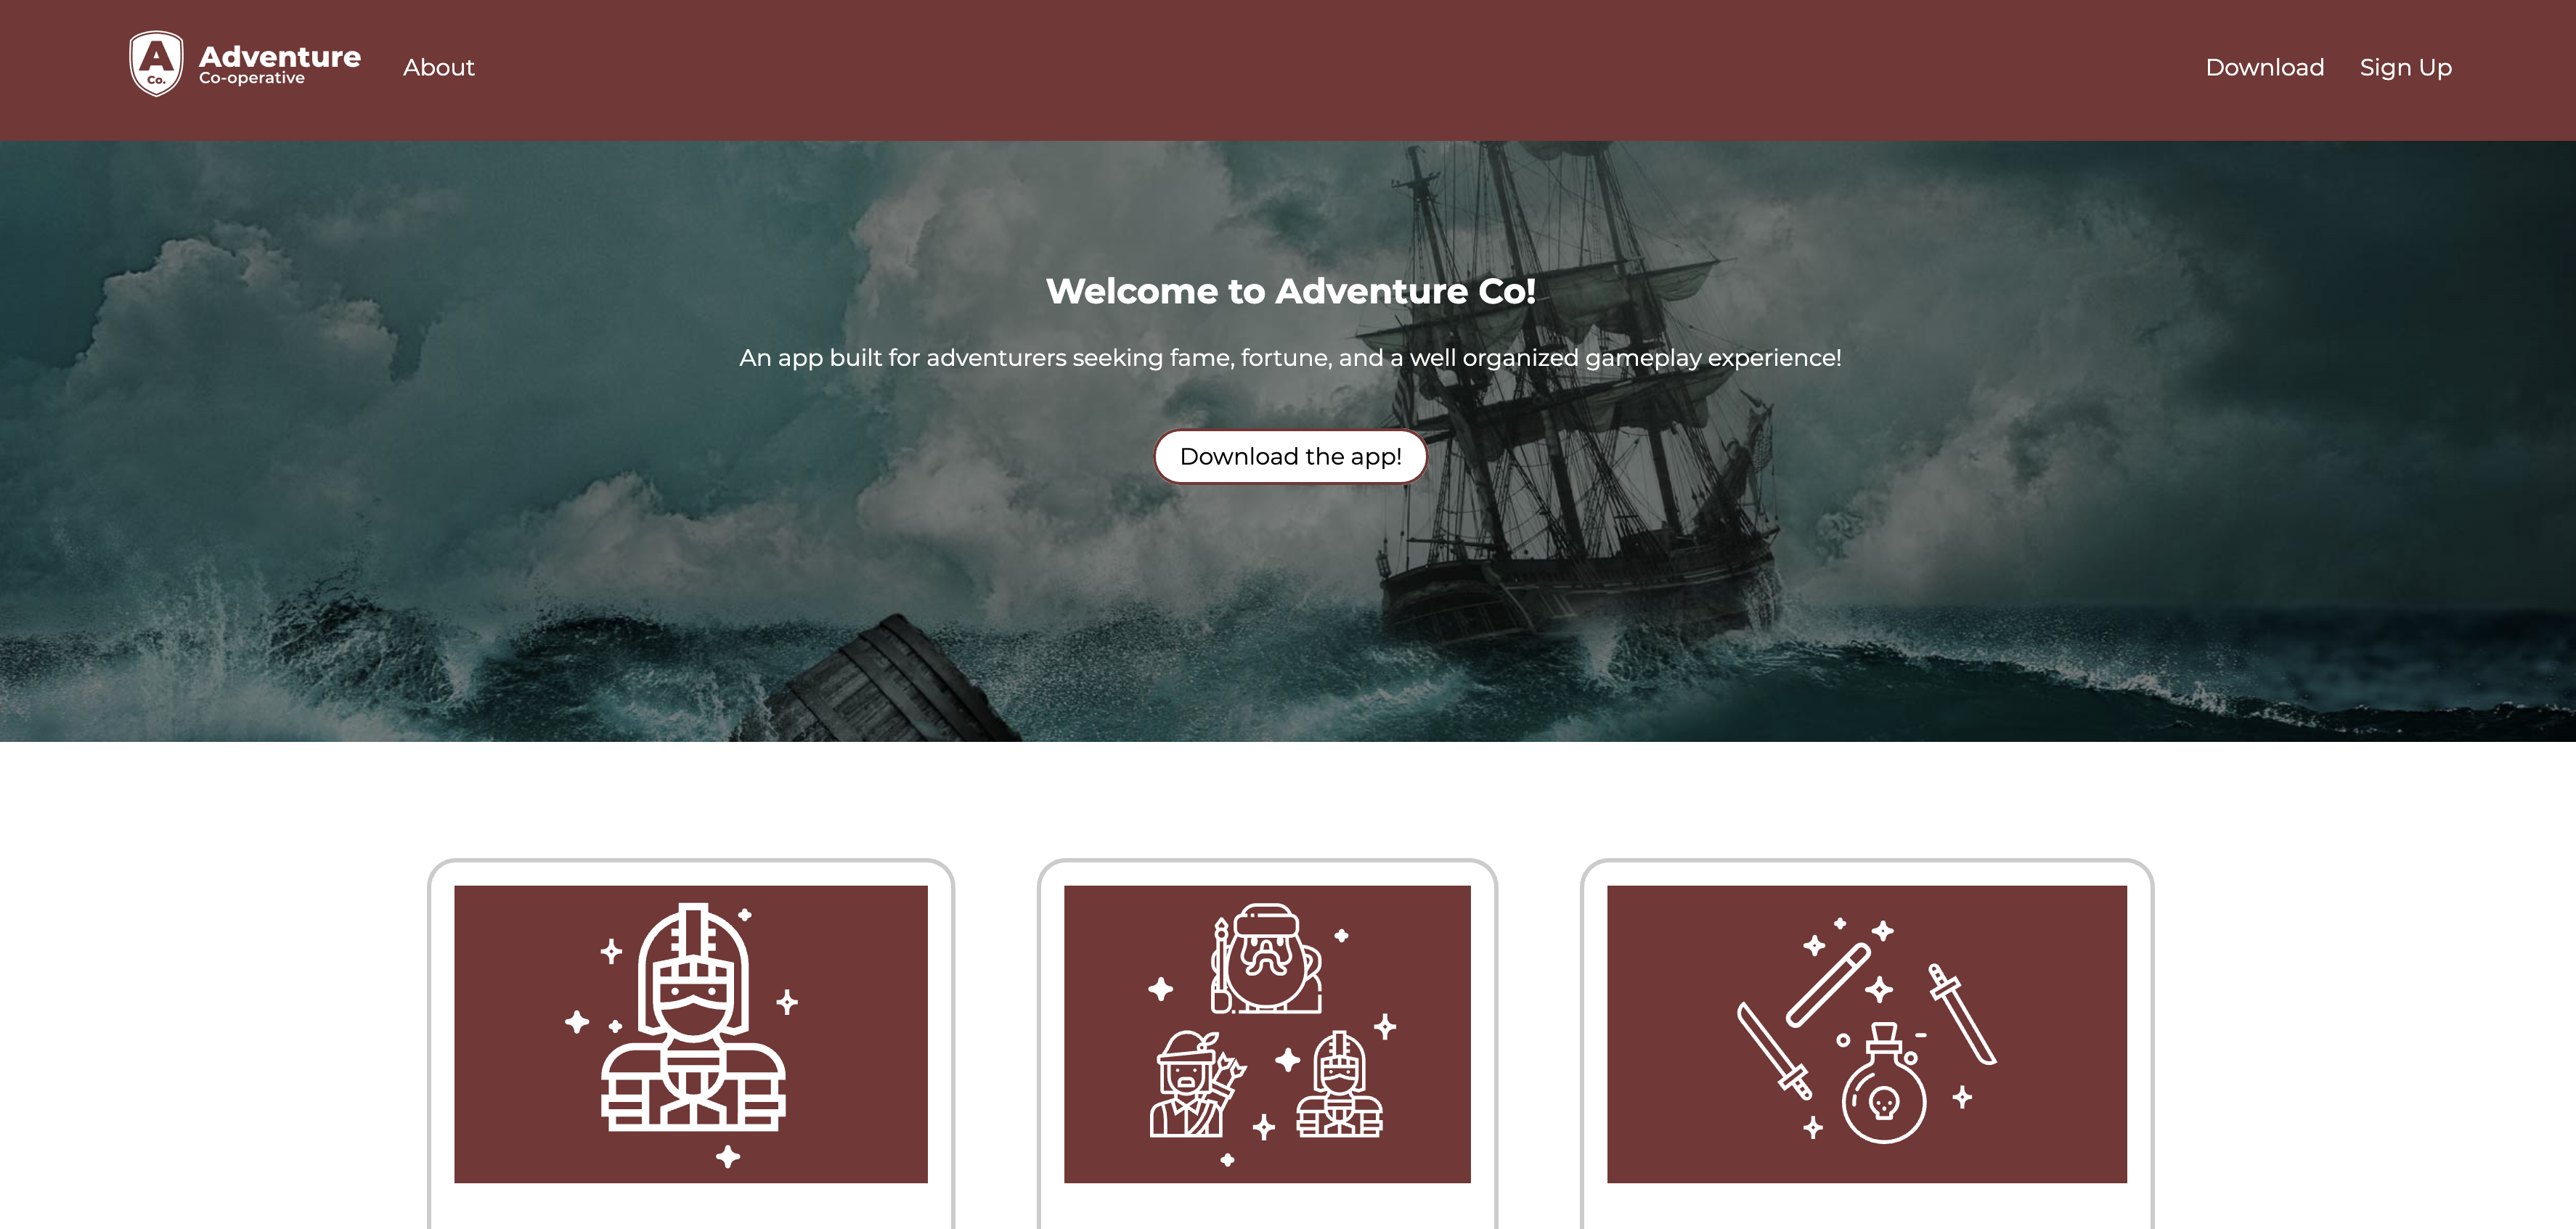 A
Co.
Adventure
Co-operative
About
Download
Sign Up
Welcome to Adventure Co!
An app built for adventurers seeking fame, fortune, and a well organized gameplay experience!
Download the app!